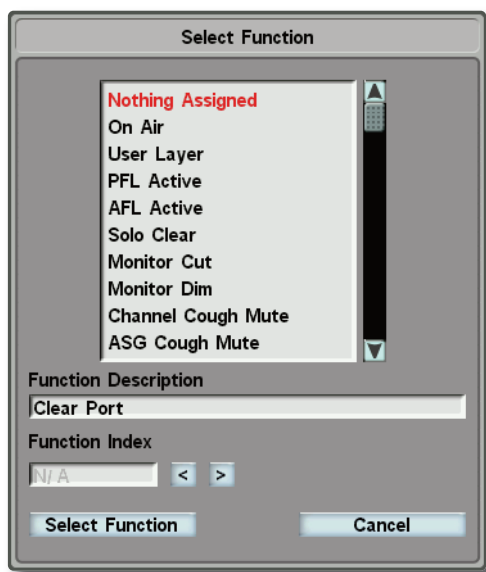 Select Function
Nothing Assigned
On Air
User Layer
PFL Active
AFL Active
Solo Clear
Monitor Cut
Monitor Dim
Channel Cough Mute
ASG Cough Mute
Function Description
Clear Port
Function Index
N/A
< >
Select Function Cancel